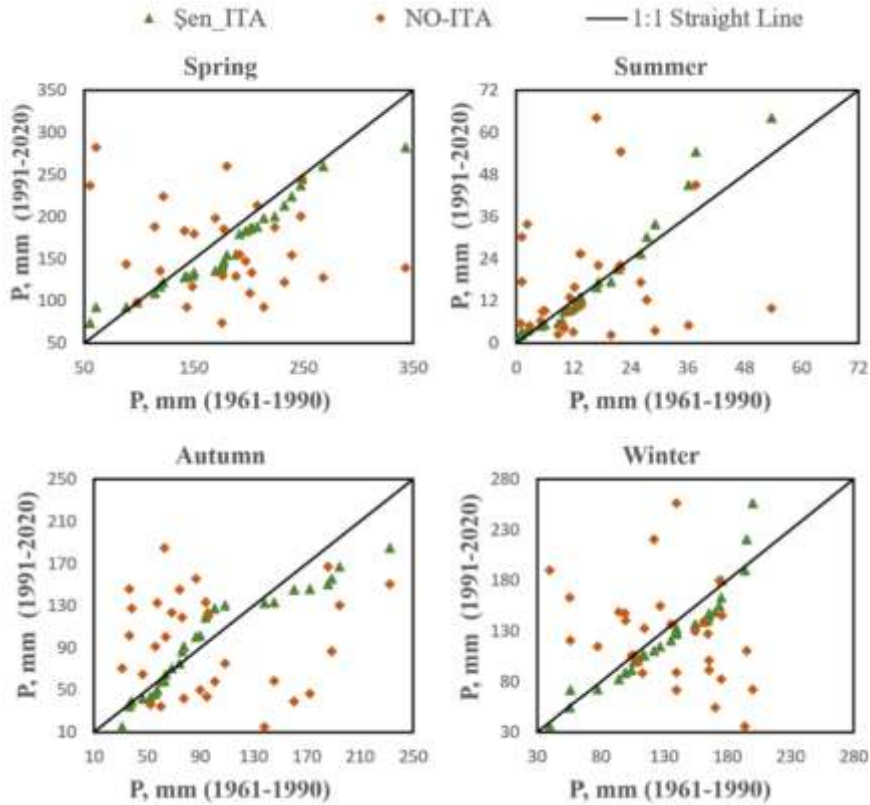 Şen_ITA NO-ITA 1:1 Straight Line
Spring
350
300
250
200
150
100
50
50 150 250 350
P, mm (1991-2020)
P, mm (1961-1990)
Summer
72
60
48
36
24
12
0
0 12 24 36 48 60 72
P, mm (1991-2020)
P, mm (1961-1990)
Autumn
250
210
170
130
90
50
10
10 50 90 130 170 210 250
P, mm (1991-2020)
P, mm (1961-1990)
Winter
280
230
180
130
80
30
30 80 130 180 230 280
P, mm (1991-2020)
P, mm (1961-1990)